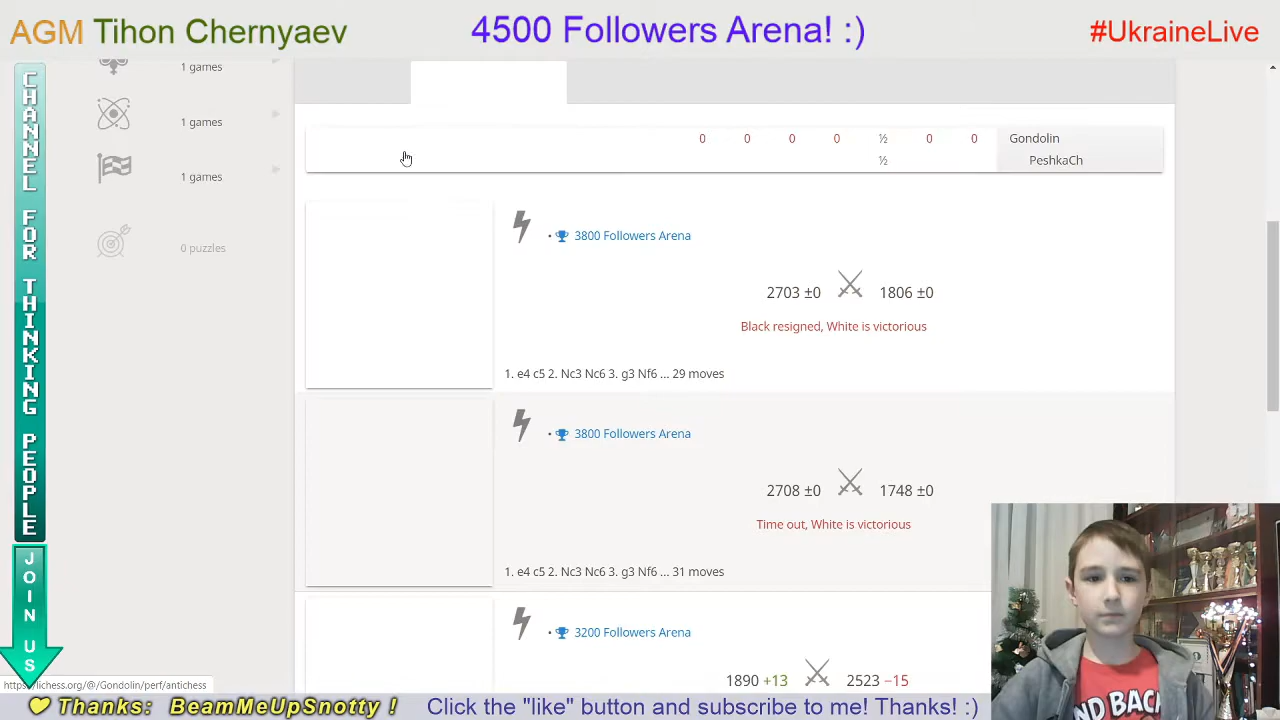 AGM Tihon Chernyaev
4500 Followers Arena! :)
#UkraineLive
CHANNEL FOR THINKING PEOPLE
JOIN US
1 games
1 games
1 games
0 puzzles
0 0 0 0 ½ 0 0 Gondolin
½ PeshkaCh
• 3800 Followers Arena
2703 ±0 1806 ±0
Black resigned, White is victorious
1. e4 c5 2. Nc3 Nc6 3. g3 Nf6 ... 29 moves
• 3800 Followers Arena
2708 ±0 1748 ±0
Time out, White is victorious
1. e4 c5 2. Nc3 Nc6 3. g3 Nf6 ... 31 moves
• 3200 Followers Arena
1890 +13 2523 −15
https://lichess.org/@/Gondolin/perf/antichess
Thanks: BeamMeUpSnotty !
Click the "like" button and subscribe to me! Thanks! :)